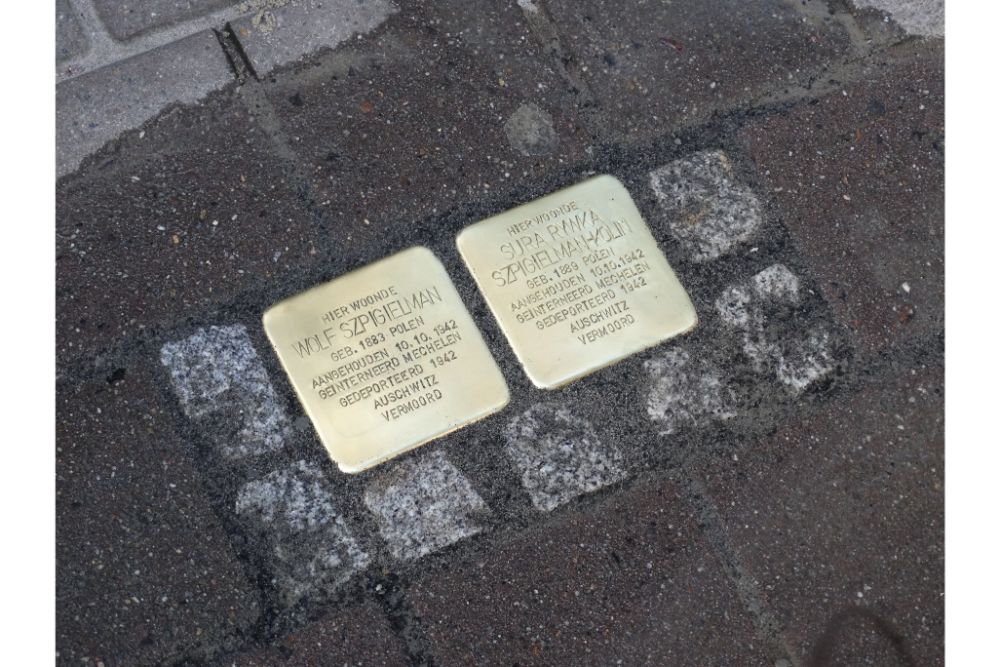 HIER WOONDE
WOLF SZPIGIELMAN
GEB. 1883 POLEN
AANGEHOUDEN 10.10.1942
GEÏNTERNEERD MECHELEN
GEDEPORTEERD 1942
AUSCHWITZ
VERMOORD
HIER WOONDE
SURA RYWKA
SZPIGIELMAN-KOLIN
GEB. 1889 POLEN
AANGEHOUDEN 10.10.1942
GEÏNTERNEERD MECHELEN
GEDEPORTEERD 1942
AUSCHWITZ
VERMOORD